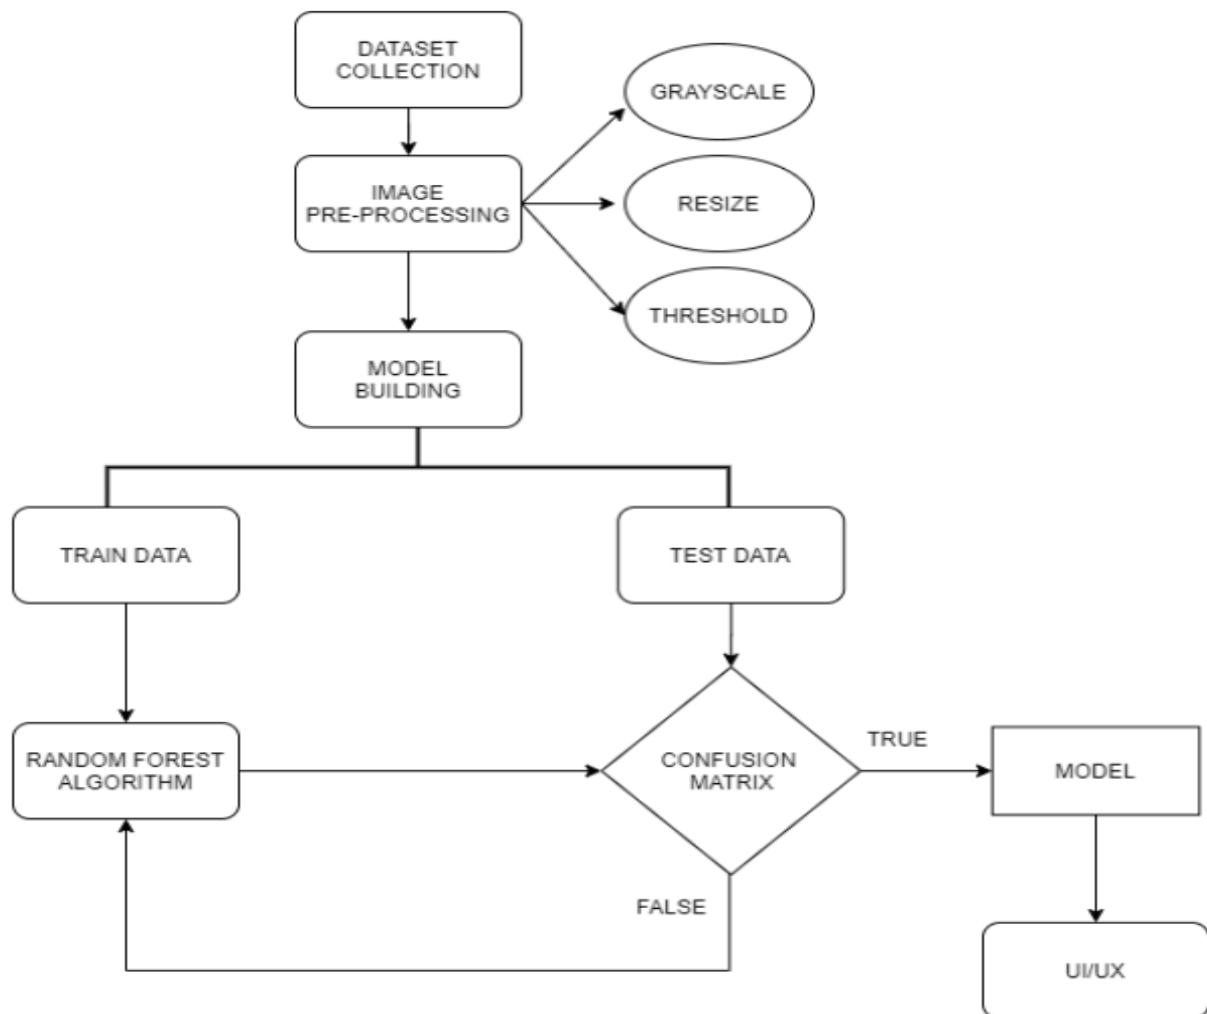 DATASET
COLLECTION
GRAYSCALE
IMAGE
PRE-PROCESSING
RESIZE
THRESHOLD
MODEL
BUILDING
TRAIN DATA
TEST DATA
RANDOM FOREST
ALGORITHM
CONFUSION
MATRIX
TRUE
MODEL
FALSE
UI/UX